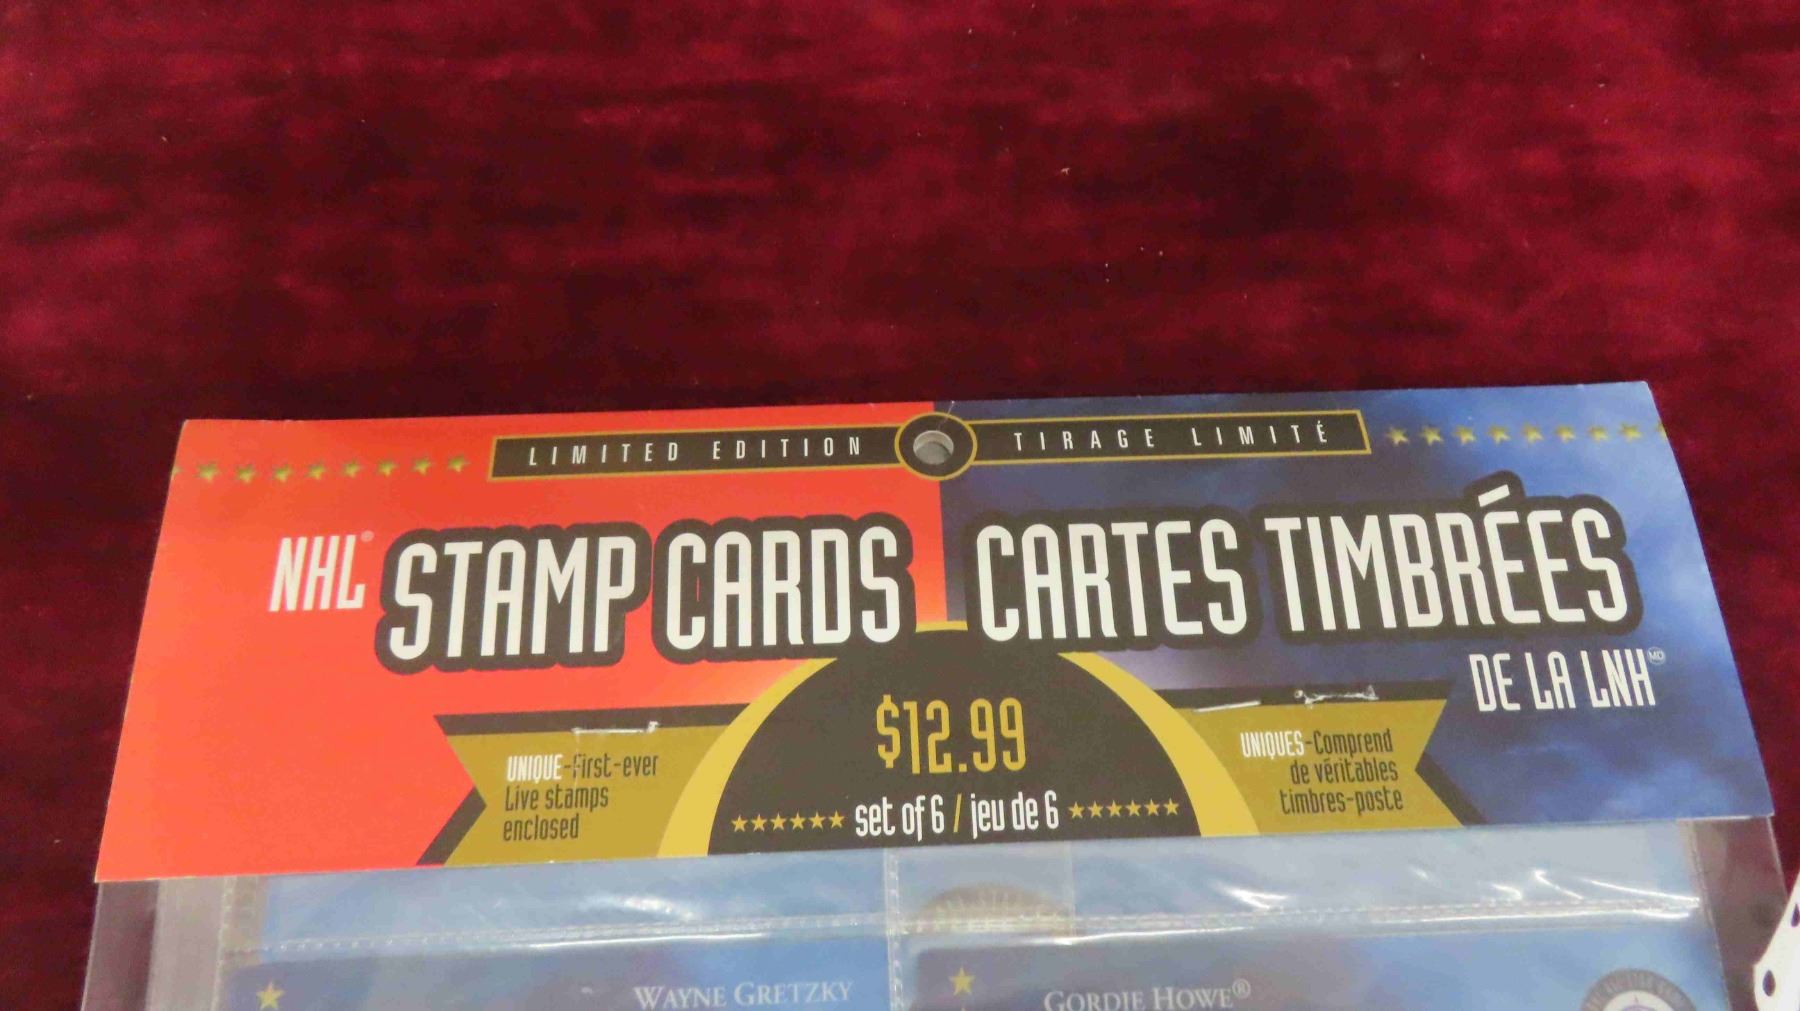 LIMITED EDITION
TIRAGE LIMITÉ
NHL® STAMP CARDS
CARTES TIMBRÉES
DE LA LNH MD
$12.99
set of 6 / jeu de 6
UNIQUE-First-ever
Live stamps
enclosed
UNIQUES-Comprend
de véritables
timbres-poste
WAYNE GRETZKY
GORDIE HOWE®